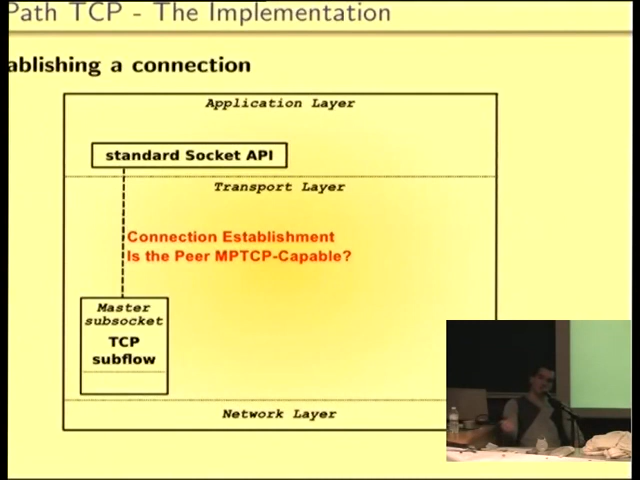 Path TCP - The Implementation
ablishing a connection
Application Layer
standard Socket API
Transport Layer
Connection Establishment
Is the Peer MPTCP-Capable?
Master
subsocket
TCP
subflow
Network Layer